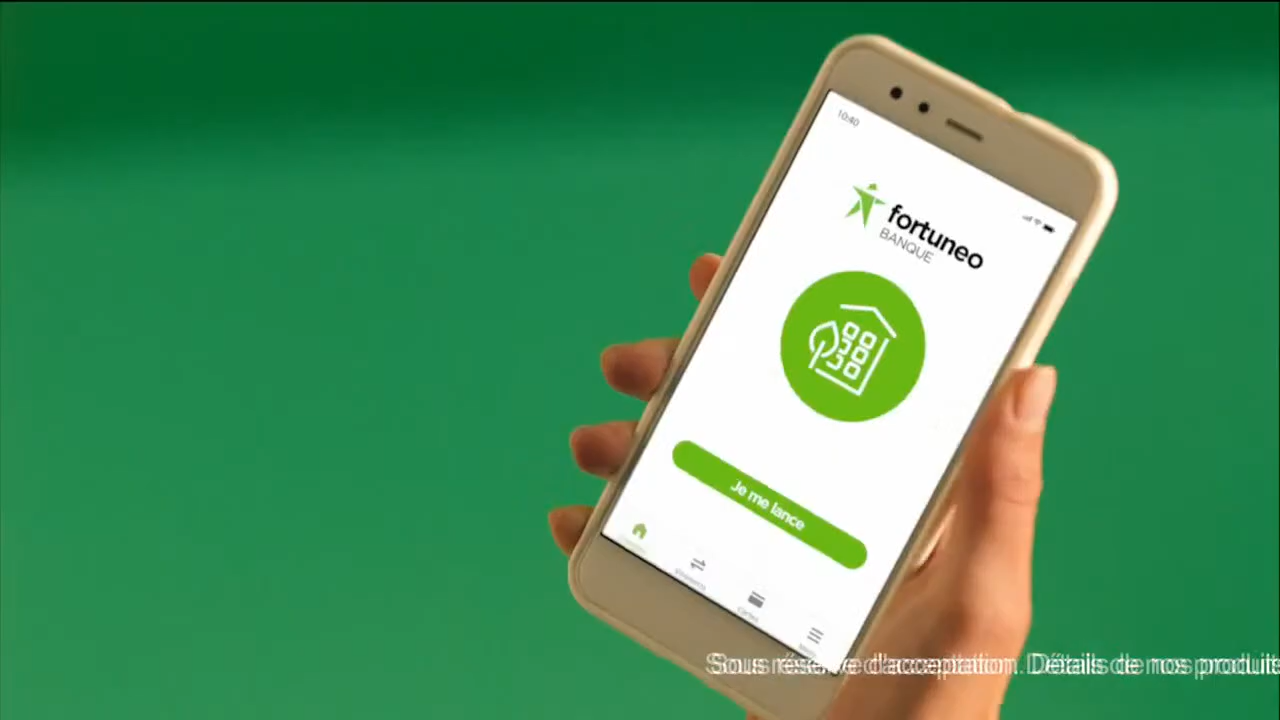 10:40
fortuneo
BANQUE
Je me lance
Sous réserve d'acceptation. Détails de nos produits